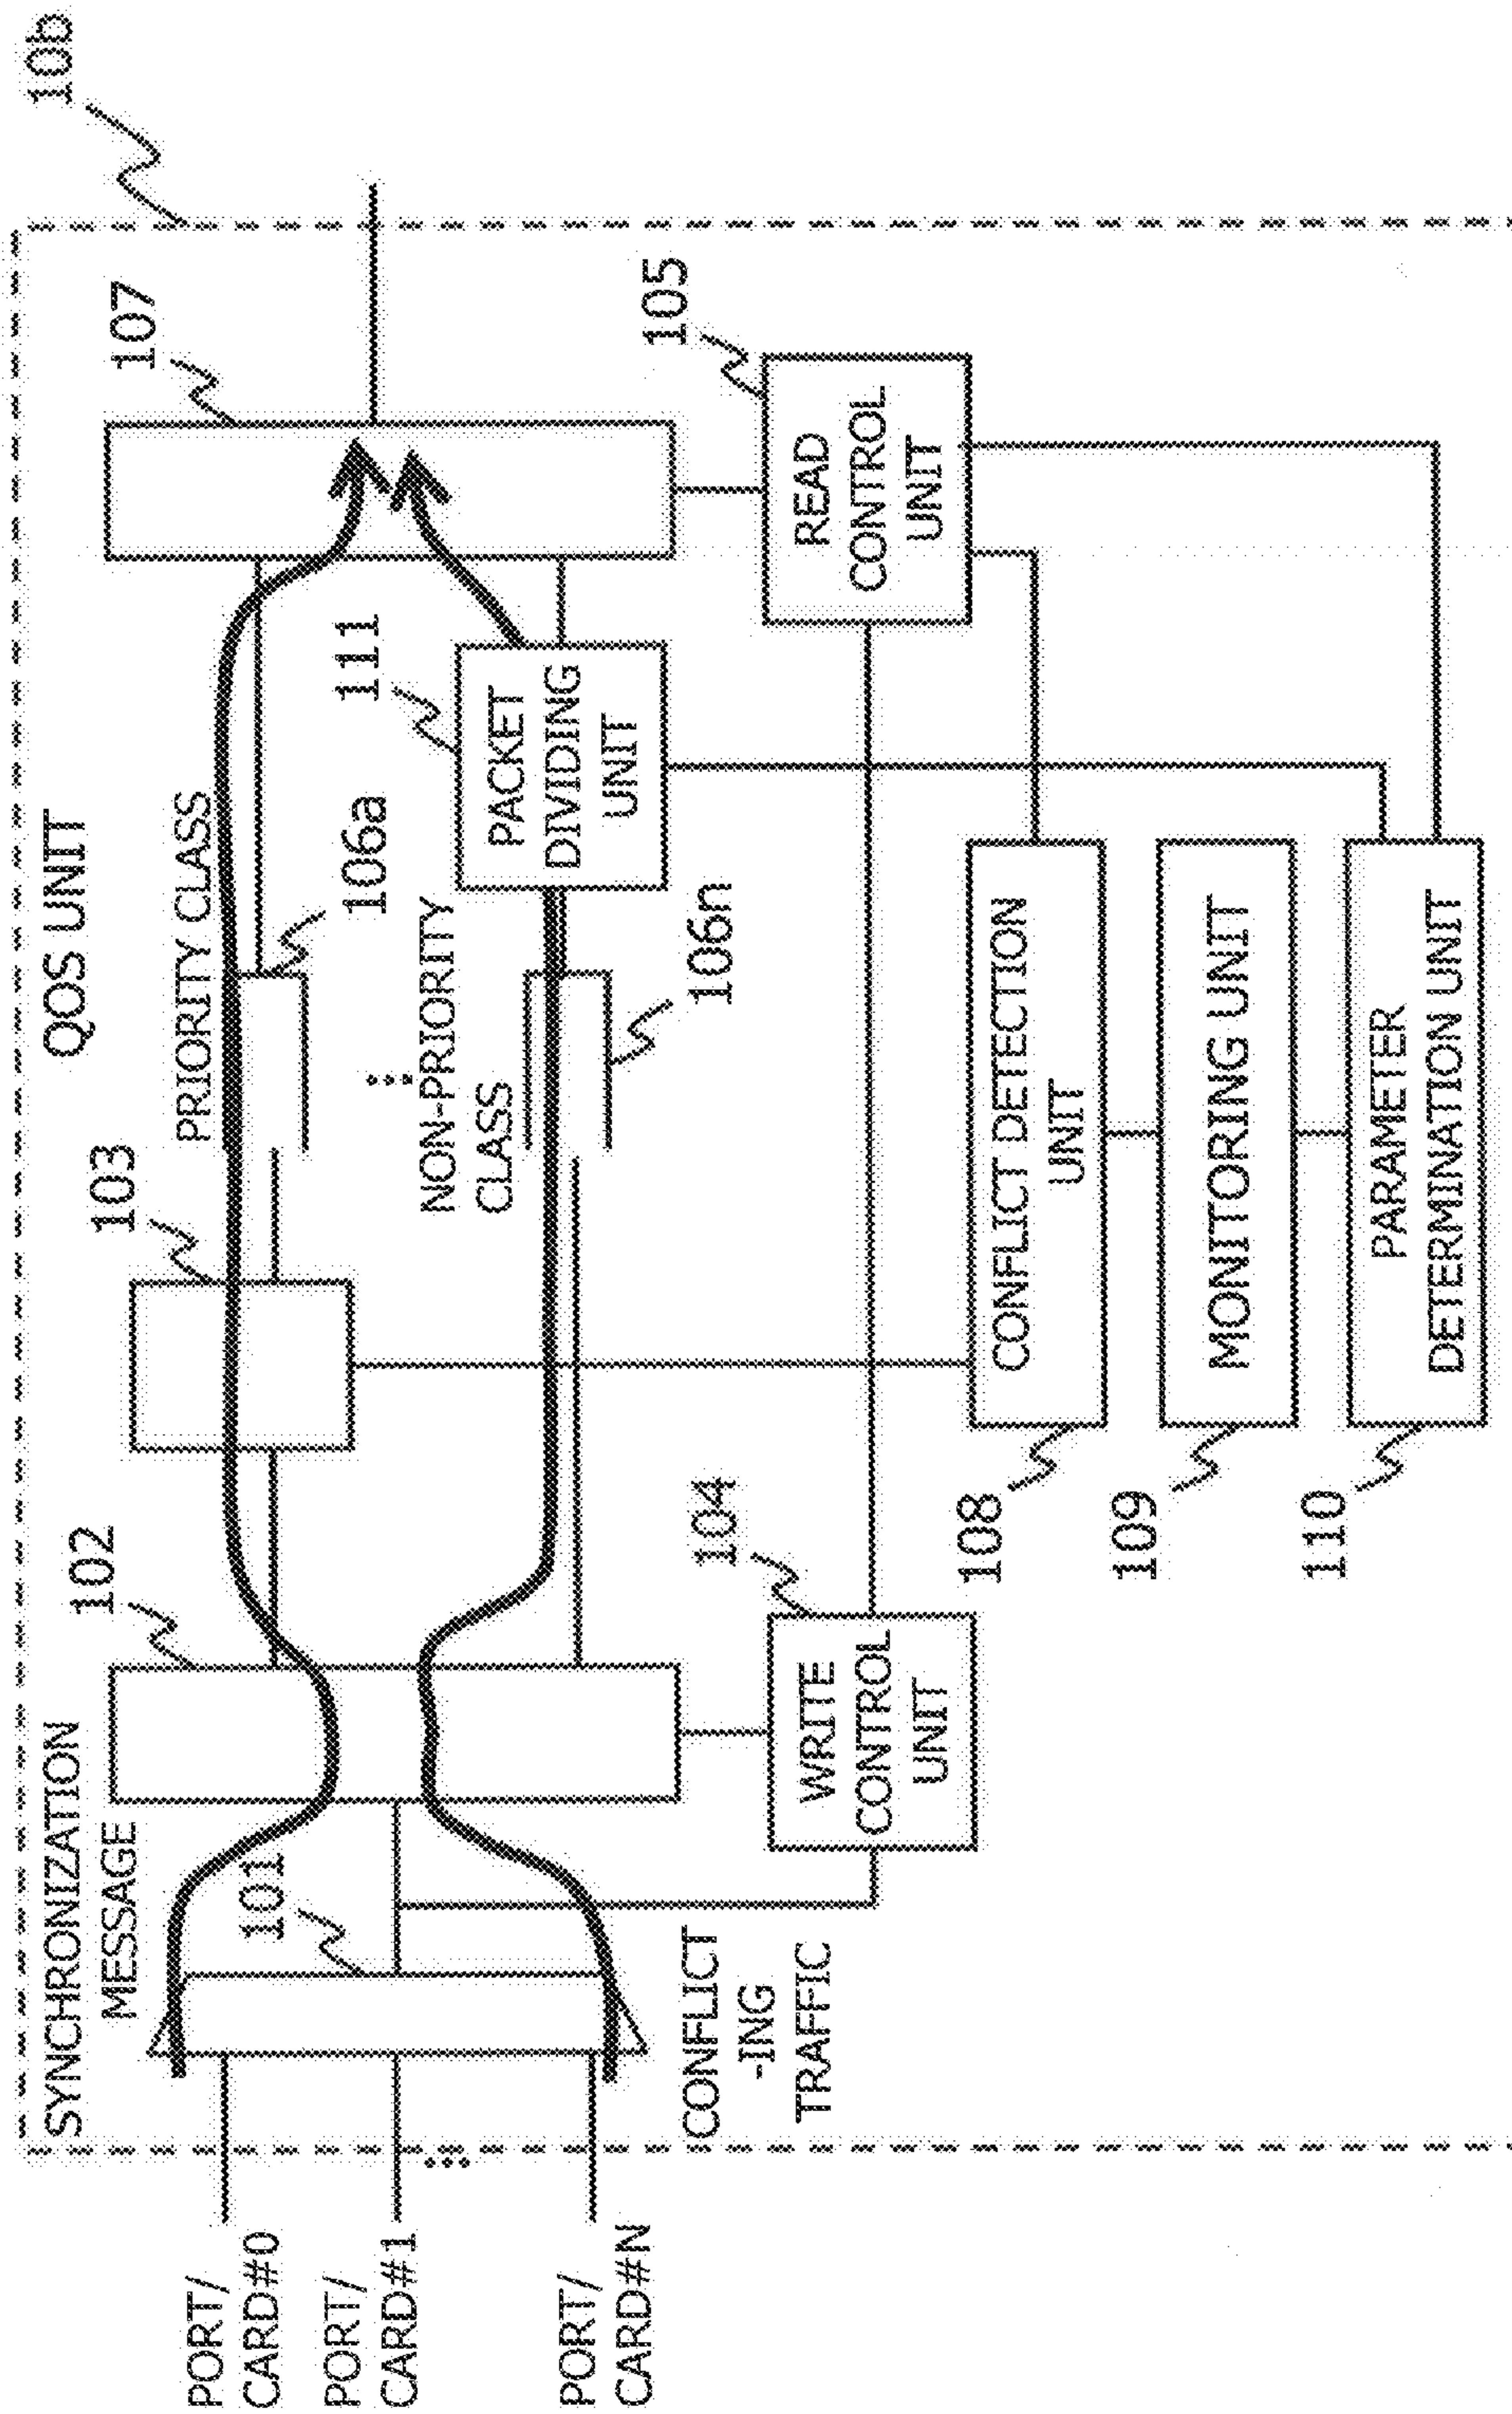 10b
QOS UNIT
SYNCHRONIZATION
MESSAGE
102
103
PRIORITY CLASS
107
101
106a
111
PORT/
CARD#0
PORT/
CARD#1
PORT/
CARD#N
NON-PRIORITY
CLASS
PACKET
DIVIDING
UNIT
106n
CONFLICT
-ING
TRAFFIC
104
WRITE
CONTROL
UNIT
105
READ
CONTROL
UNIT
108
CONFLICT DETECTION
UNIT
109
MONITORING UNIT
110
PARAMETER
DETERMINATION UNIT